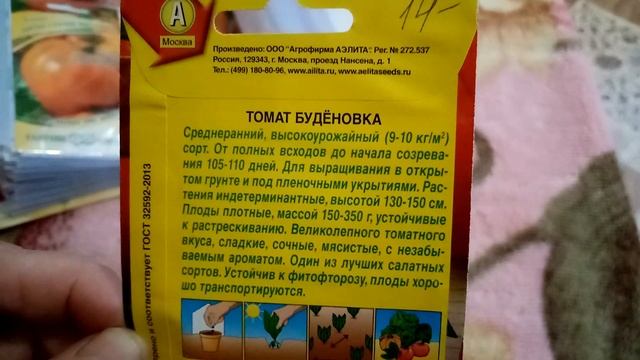 14-
А
Москва
Произведено: ООО "Агрофирма АЭЛИТА". Рег. № 272.537
Россия, 129343, г. Москва, проезд Нансена, д. 1
Тел.: (499) 180-80-96, www.ailita.ru, www.aelitaseeds.ru
ТОМАТ БУДЁНОВКА
Среднеранний, высокоурожайный (9-10 кг/м²)
сорт. От полных всходов до начала созрева-
ния 105-110 дней. Для выращивания в откры-
том грунте и под пленочными укрытиями. Рас-
тения индетерминантные, высотой 130-150 см.
Плоды плотные, массой 150-350 г, устойчивые
к растрескиванию. Великолепного томатного
вкуса, сладкие, сочные, мясистые, с незабы-
ваемым ароматом. Один из лучших салатных
сортов. Устойчив к фитофторозу, плоды хоро-
шо транспортируются.
и соответствует ГОСТ 32592-2013